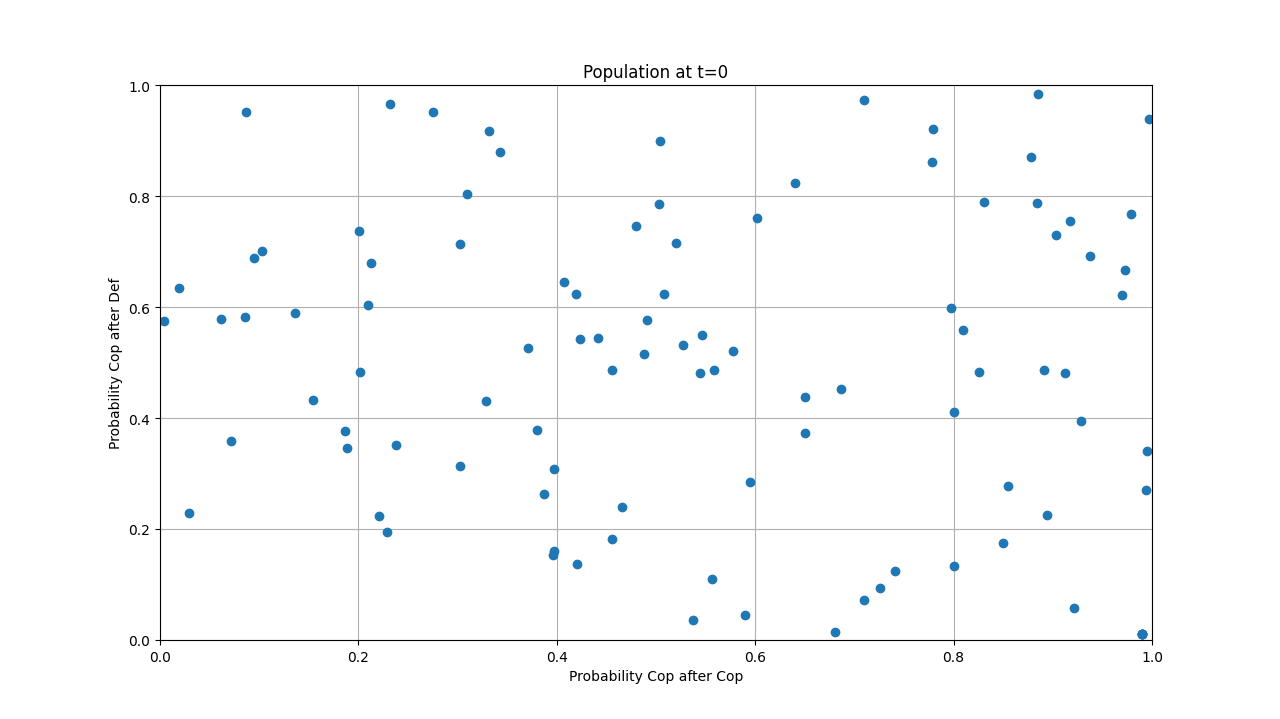 Population at t=0
1.0
0.8
0.6
0.4
0.2
0.0
Probability Cop after Def
0.0 0.2 0.4 0.6 0.8 1.0
Probability Cop after Cop